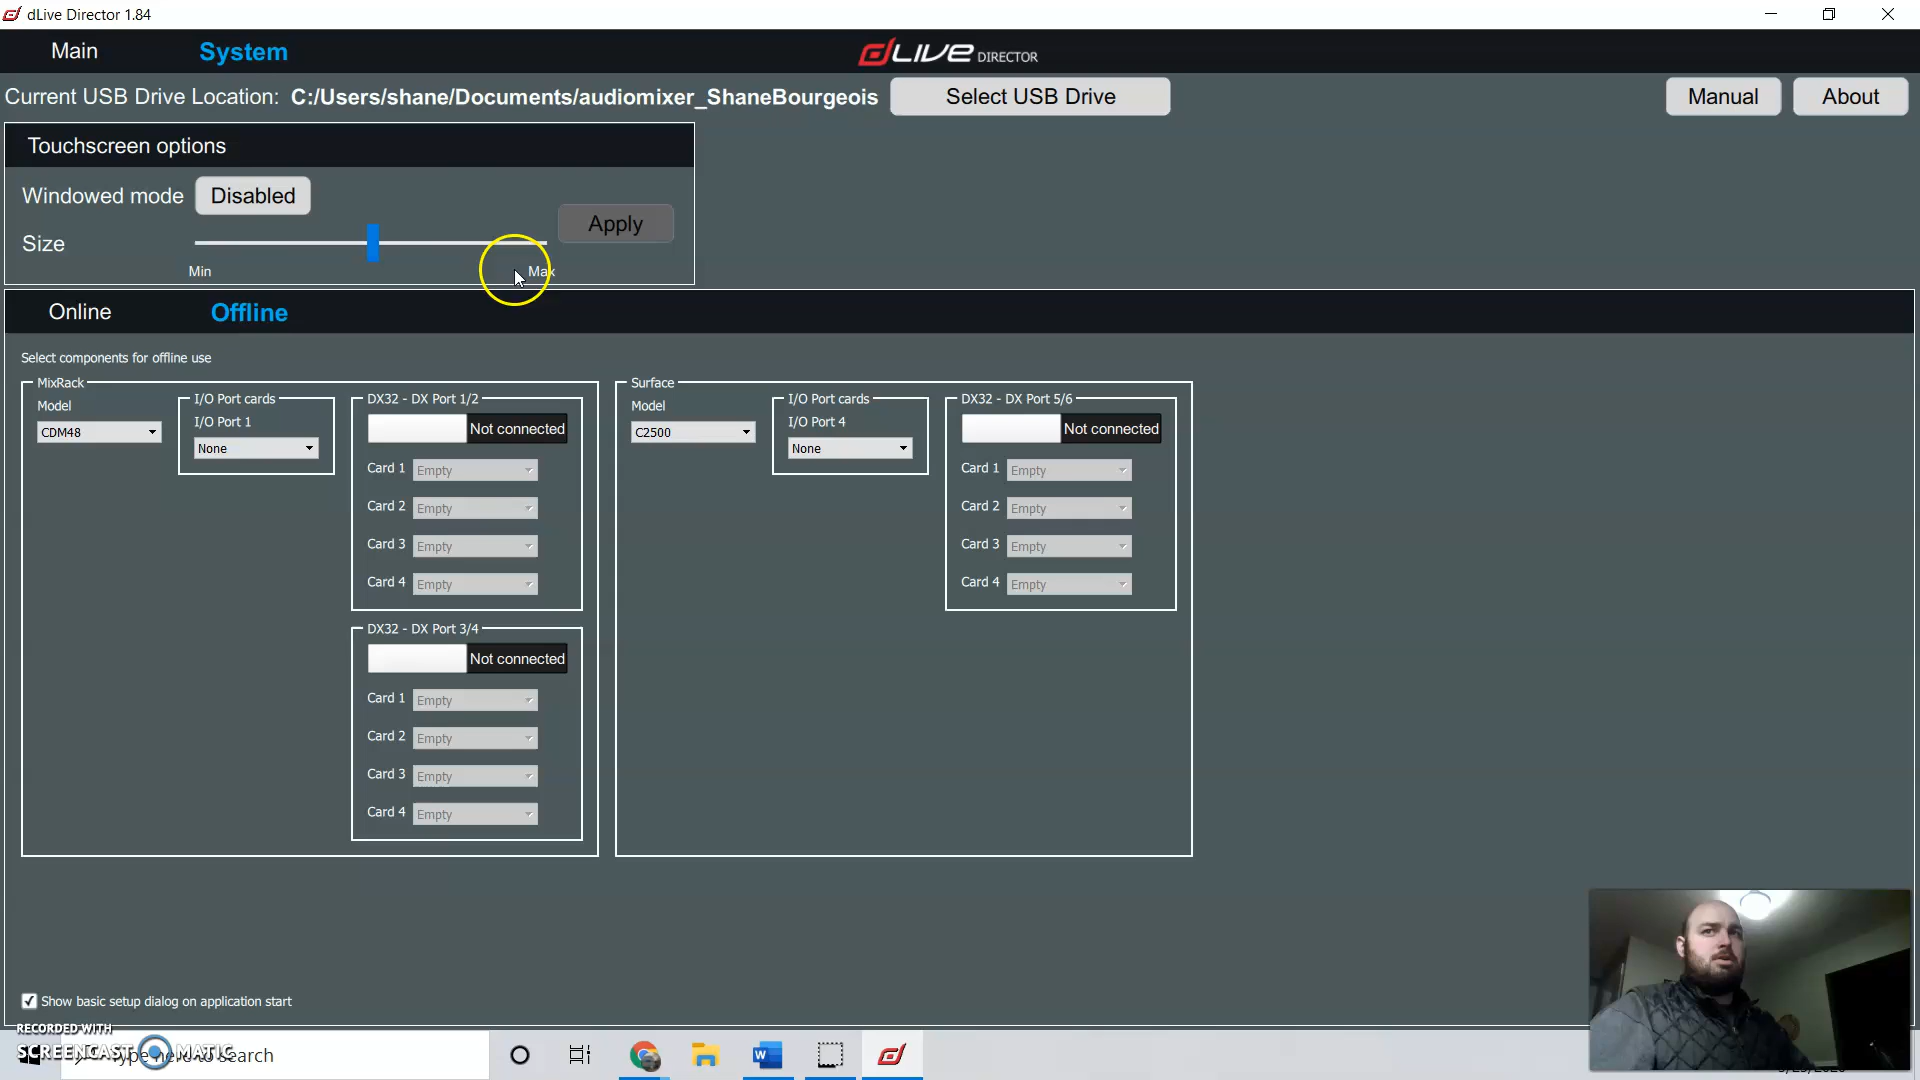 dLive Director 1.84
Main
System
dLIVE DIRECTOR
Current USB Drive Location: C:/Users/shane/Documents/audiomixer_ShaneBourgeois
Select USB Drive
Manual
About
Touchscreen options
Windowed mode
Disabled
Apply
Size
Min
Max
Online
Offline
Select components for offline use
MixRack
Model
CDM48
I/O Port cards
I/O Port 1
None
DX32 - DX Port 1/2
Not connected
Card 1 Empty
Card 2 Empty
Card 3 Empty
Card 4 Empty
DX32 - DX Port 3/4
Not connected
Card 1 Empty
Card 2 Empty
Card 3 Empty
Card 4 Empty
Surface
Model
C2500
I/O Port cards
I/O Port 4
None
DX32 - DX Port 5/6
Not connected
Card 1 Empty
Card 2 Empty
Card 3 Empty
Card 4 Empty
Show basic setup dialog on application start
RECORDED WITH
SCREENCAST MATIC
Type here to search